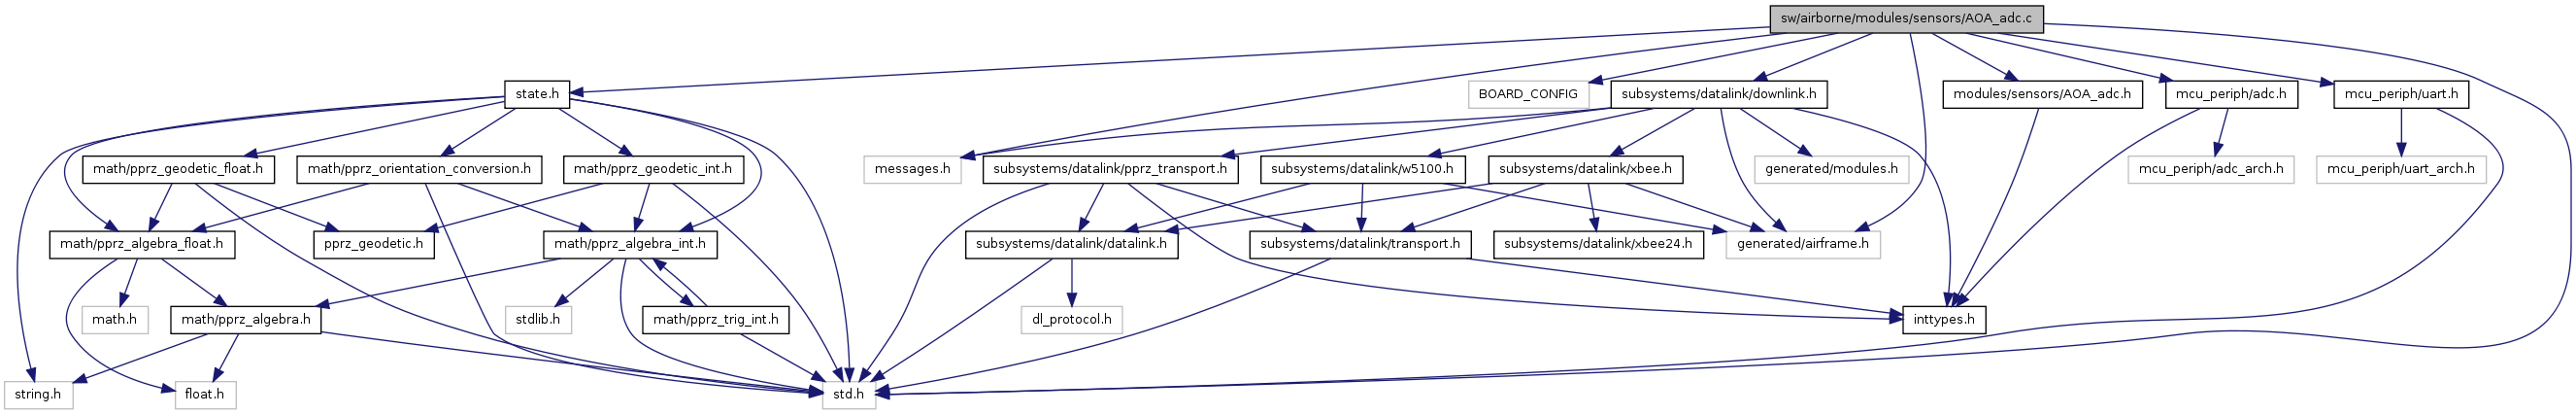 sw/airborne/modules/sensors/AOA_adc.c
state.h
BOARD_CONFIG
subsystems/datalink/downlink.h
modules/sensors/AOA_adc.h
mcu_periph/adc.h
mcu_periph/uart.h
math/pprz_geodetic_float.h
math/pprz_orientation_conversion.h
math/pprz_geodetic_int.h
messages.h
subsystems/datalink/pprz_transport.h
subsystems/datalink/w5100.h
subsystems/datalink/xbee.h
generated/modules.h
mcu_periph/adc_arch.h
mcu_periph/uart_arch.h
math/pprz_algebra_float.h
pprz_geodetic.h
math/pprz_algebra_int.h
subsystems/datalink/datalink.h
subsystems/datalink/transport.h
subsystems/datalink/xbee24.h
generated/airframe.h
math.h
math/pprz_algebra.h
stdlib.h
math/pprz_trig_int.h
dl_protocol.h
inttypes.h
string.h
float.h
std.h